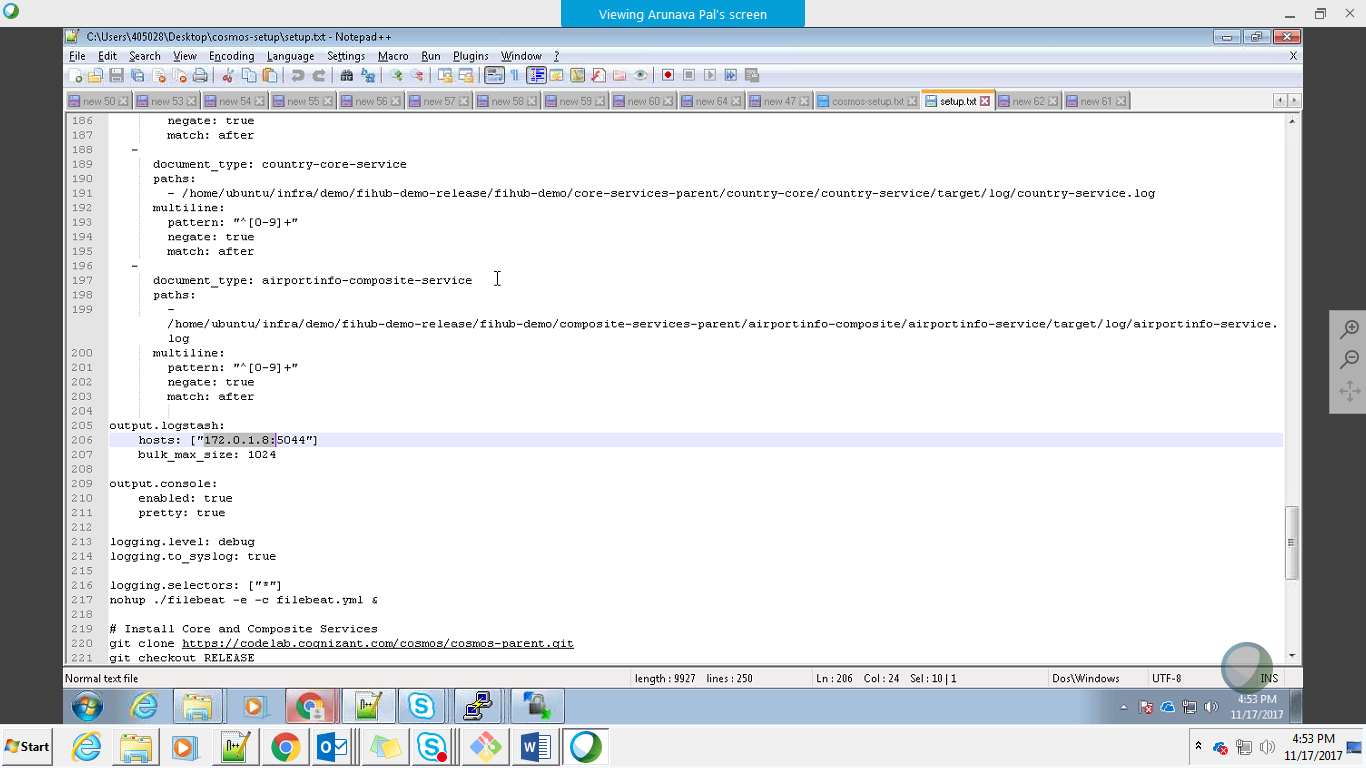 Viewing Arunava Pal's screen
C:\Users\405028\Desktop\cosmos-setup\setup.txt - Notepad++
File Edit Search View Encoding Language Settings Macro Run Plugins Window ? X
new 50 new 53 new 54 new 55 new 56 new 57 new 58 new 59 new 60 new 64 new 47 cosmos-setup.txt setup.txt new 62 new 61
186 negate: true
187 match: after
188 -
189 document_type: country-core-service
190 paths:
191 - /home/ubuntu/infra/demo/fihub-demo-release/fihub-demo/core-services-parent/country-core/country-service/target/log/country-service.log
192 multiline:
193 pattern: "^[0-9]+"
194 negate: true
195 match: after
196 -
197 document_type: airportinfo-composite-service
198 paths:
199 -
/home/ubuntu/infra/demo/fihub-demo-release/fihub-demo/composite-services-parent/airportinfo-composite/airportinfo-service/target/log/airportinfo-service.
log
200 multiline:
201 pattern: "^[0-9]+"
202 negate: true
203 match: after
204
205 output.logstash:
206 hosts: ["172.0.1.8:5044"]
207 bulk_max_size: 1024
208
209 output.console:
210 enabled: true
211 pretty: true
212
213 logging.level: debug
214 logging.to_syslog: true
215
216 logging.selectors: ["*"]
217 nohup ./filebeat -e -c filebeat.yml &
218
219 # Install Core and Composite Services
220 git clone https://codelab.cognizant.com/cosmos/cosmos-parent.git
221 git checkout RELEASE
Normal text file length : 9927 lines : 250 Ln : 206 Col : 24 Sel : 10 | 1 Dos\Windows UTF-8 INS
4:53 PM
11/17/2017
Start
4:53 PM
11/17/2017